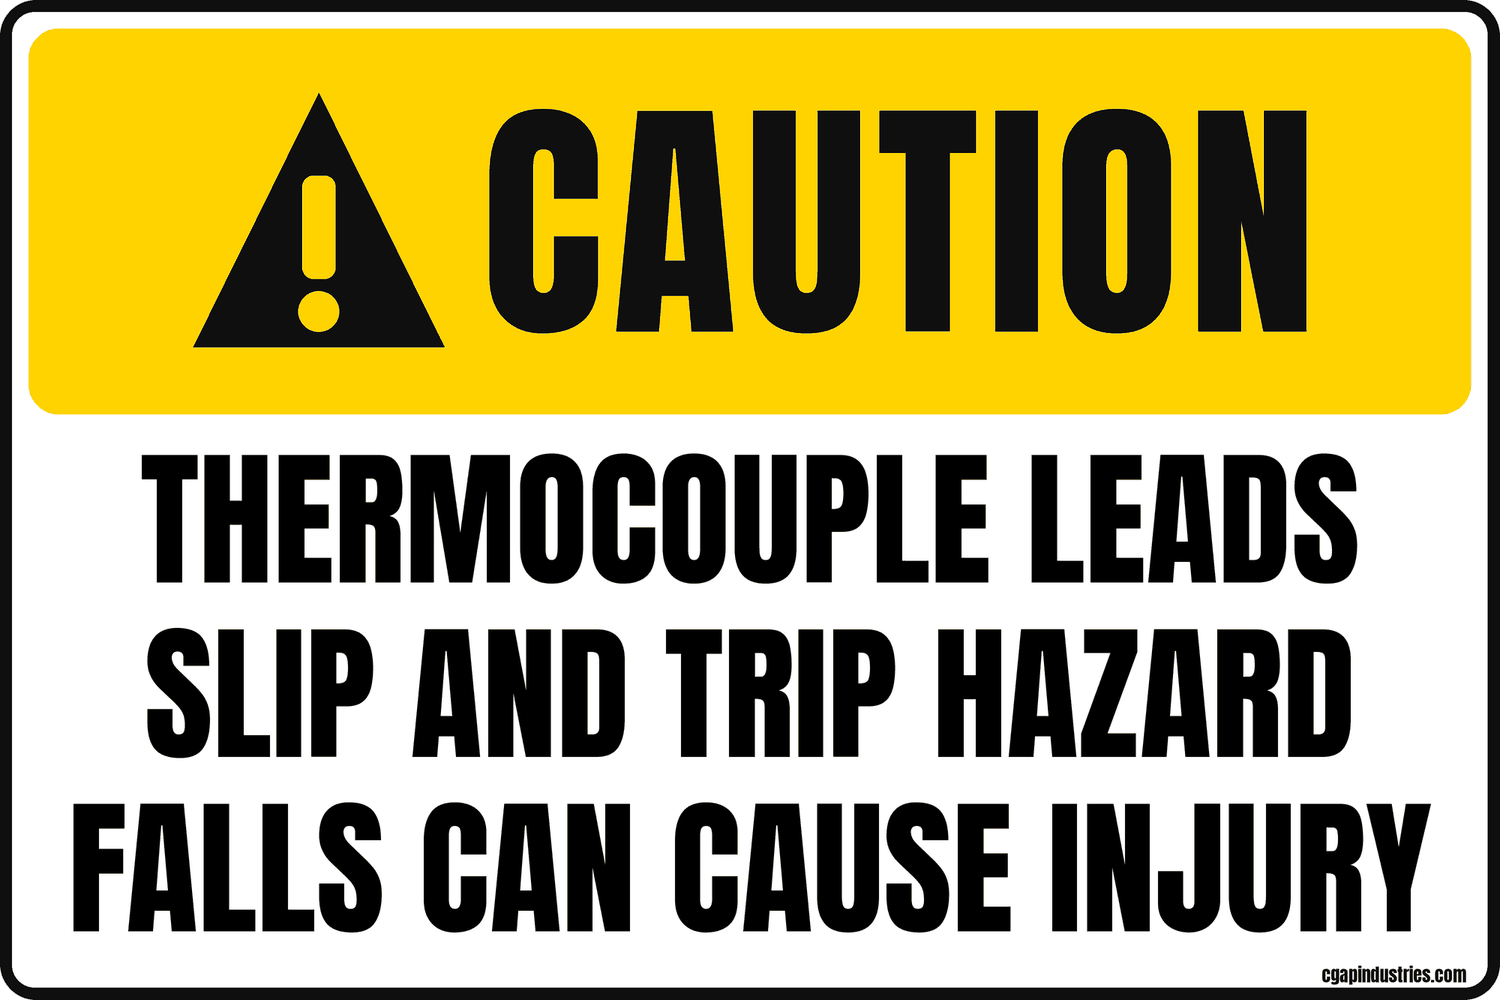 CAUTION
THERMOCOUPLE LEADS
SLIP AND TRIP HAZARD
FALLS CAN CAUSE INJURY
cgapindustries.com